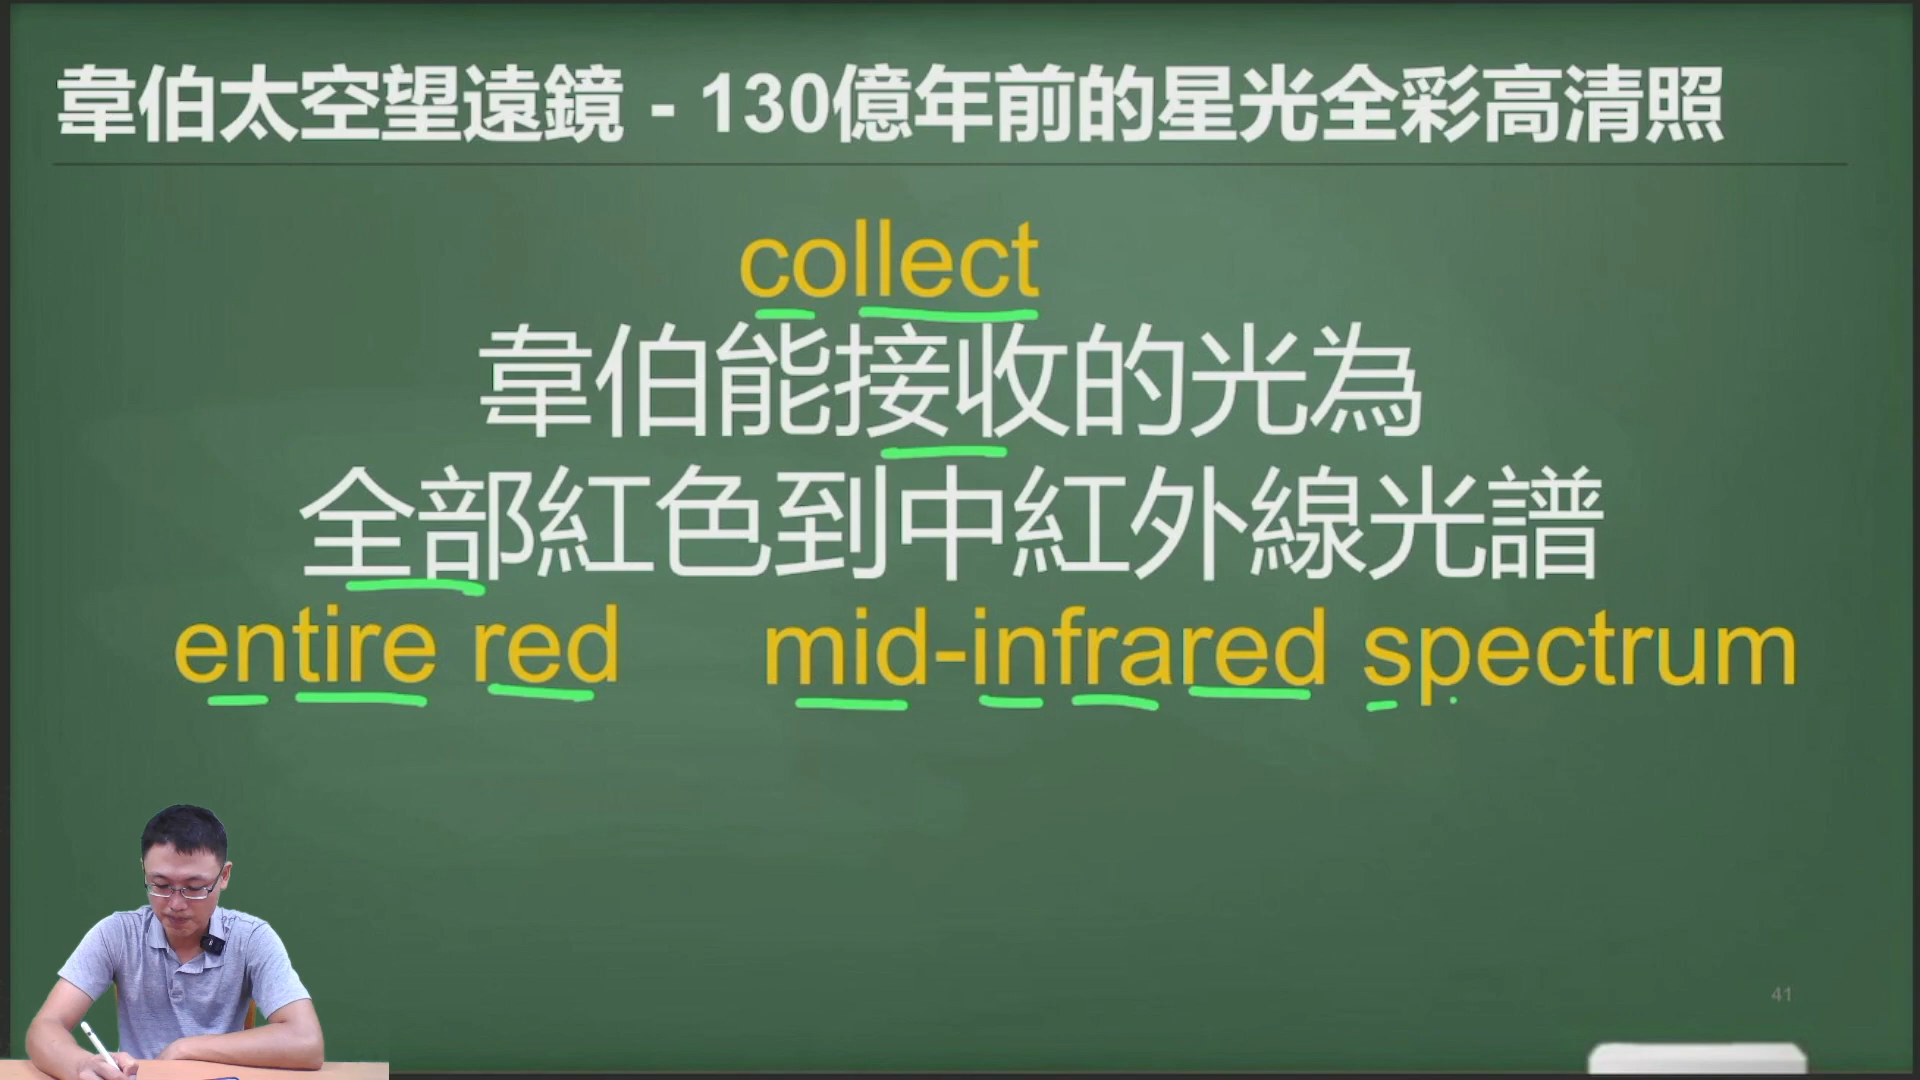 韋伯太空望遠鏡 - 130億年前的星光全彩高清照
collect
韋伯能接收的光為
全部紅色到中紅外線光譜
entire red mid-infrared spectrum
41